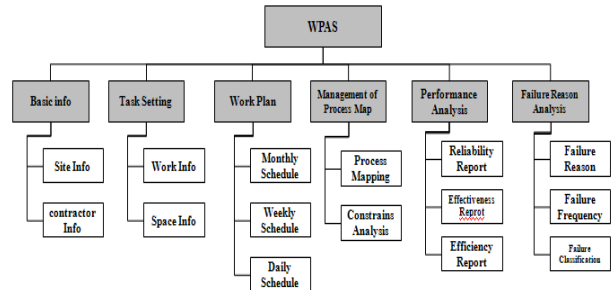 WPAS
Basic info
Task Setting
Work Plan
Management of
Process Map
Performance
Analysis
Failure Reason
Analysis
Site Info
contractor
Info
Work Info
Space Info
Monthly
Schedule
Weekly
Schedule
Daily
Schedule
Process
Mapping
Constrains
Analysis
Reliability
Report
Effectiveness
Reprot
Efficiency
Report
Failure
Reason
Failure
Frequency
Failure
Classification